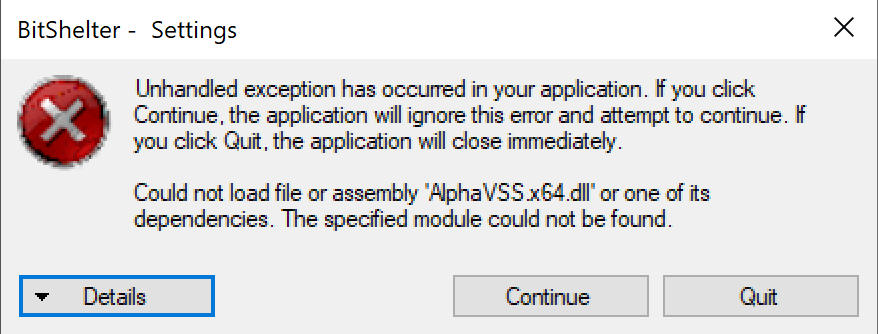 BitShelter -  Settings
Unhandled exception has occurred in your application. If you click
Continue, the application will ignore this error and attempt to continue. If
you click Quit, the application will close immediately.
Could not load file or assembly 'AlphaVSS.x64.dll' or one of its
dependencies. The specified module could not be found.
Details
Continue
Quit